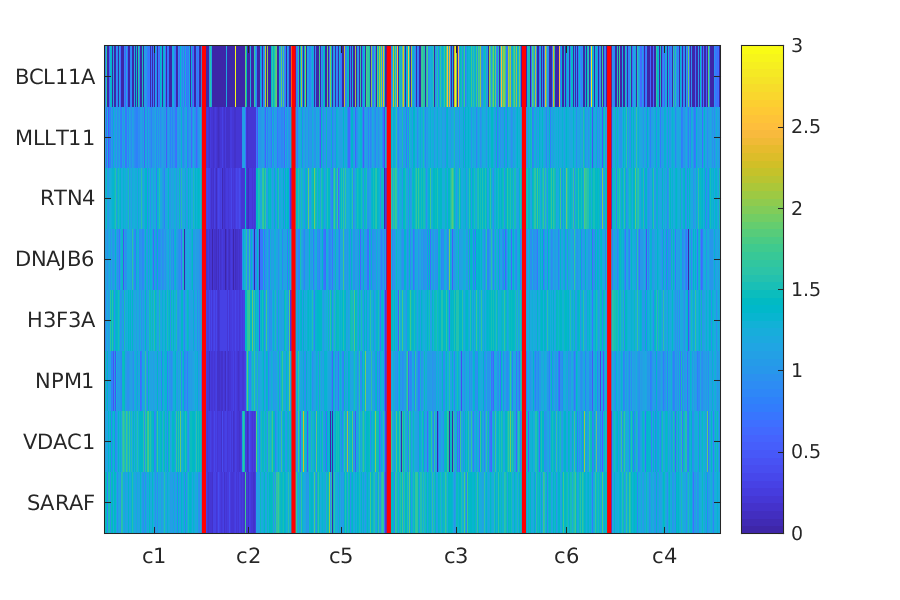 BCL11A
MLLT11
RTN4
DNAJB6
H3F3A
NPM1
VDAC1
SARAF
c1 c2 c5 c3 c6 c4
3
2.5
2
1.5
1
0.5
0